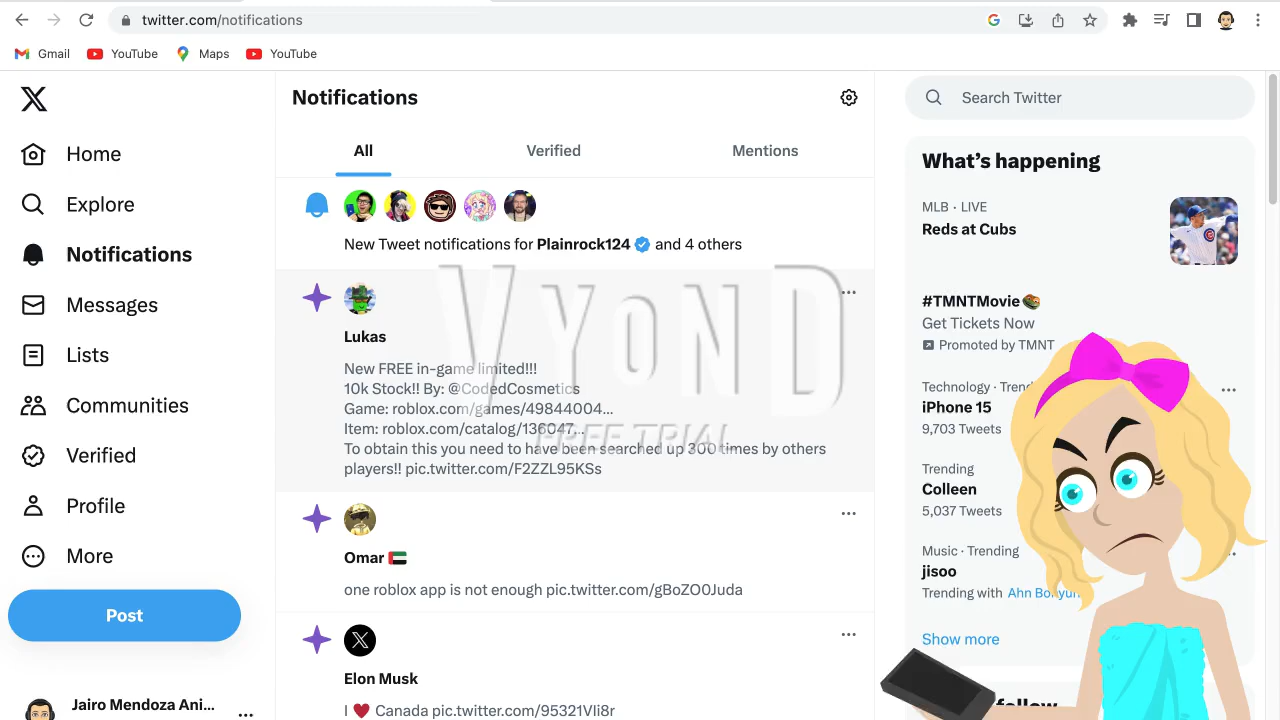 twitter.com/notifications
Gmail
YouTube
Maps
YouTube
Home
Explore
Notifications
Messages
Lists
Communities
Verified
Profile
More
Post
Jairo Mendoza Ani...
Notifications
All
Verified
Mentions
New Tweet notifications for Plainrock124 and 4 others
Lukas
New FREE in-game limited!!!
10k Stock!! By: @CodedCosmetics
Game: roblox.com/games/49844004...
Item: roblox.com/catalog/136047...
To obtain this you need to have been searched up 300 times by others
players!! pic.twitter.com/F2ZZL95KSs
Omar
one roblox app is not enough pic.twitter.com/gBoZO0Juda
Elon Musk
I ❤️ Canada pic.twitter.com/95321Vli8r
VYOND
FREE TRIAL
Search Twitter
What's happening
MLB · LIVE
Reds at Cubs
#TMNTMovie
Get Tickets Now
Promoted by TMNT
Technology ·
iPhone 15
9,703 Tweets
Trending
Colleen
5,037 Tweets
Music · Trending
jisoo
Trending with Ahn
Show more
follow